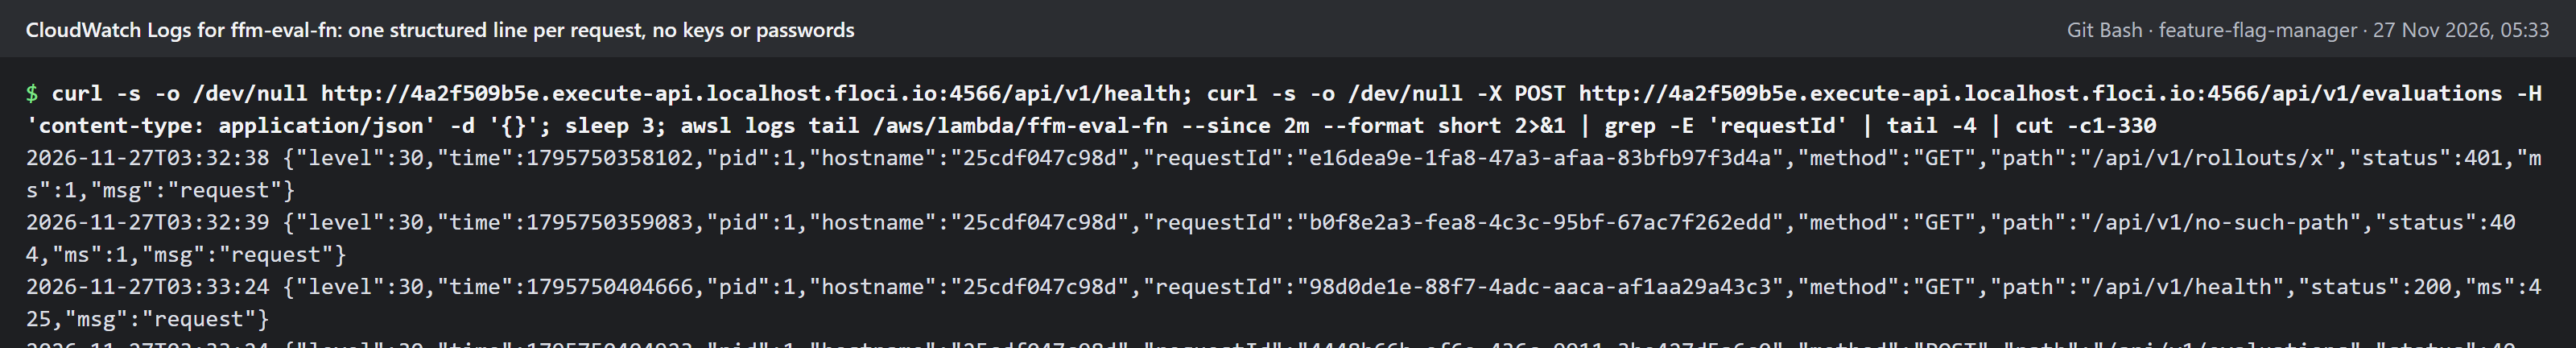 CloudWatch Logs for ffm-eval-fn: one structured line per request, no keys or passwords
Git Bash · feature-flag-manager · 27 Nov 2026, 05:33
$ curl -s -o /dev/null http://4a2f509b5e.execute-api.localhost.floci.io:4566/api/v1/health; curl -s -o /dev/null -X POST http://4a2f509b5e.execute-api.localhost.floci.io:4566/api/v1/evaluations -H
'content-type: application/json' -d '{}'; sleep 3; awsl logs tail /aws/lambda/ffm-eval-fn --since 2m --format short 2>&1 | grep -E 'requestId' | tail -4 | cut -c1-330
2026-11-27T03:32:38 {"level":30,"time":1795750358102,"pid":1,"hostname":"25cdf047c98d","requestId":"e16dea9e-1fa8-47a3-afaa-83bfb97f3d4a","method":"GET","path":"/api/v1/rollouts/x","status":401,"m
s":1,"msg":"request"}
2026-11-27T03:32:39 {"level":30,"time":1795750359083,"pid":1,"hostname":"25cdf047c98d","requestId":"b0f8e2a3-fea8-4c3c-95bf-67ac7f262edd","method":"GET","path":"/api/v1/no-such-path","status":40
4,"ms":1,"msg":"request"}
2026-11-27T03:33:24 {"level":30,"time":1795750404666,"pid":1,"hostname":"25cdf047c98d","requestId":"98d0de1e-88f7-4adc-aaca-af1aa29a43c3","method":"GET","path":"/api/v1/health","status":200,"ms":4
25,"msg":"request"}